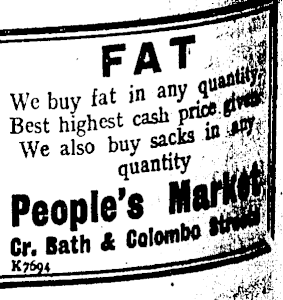 FAT
We buy fat in any quantity.
Best highest cash price given.
We also buy sacks in any
quantity
People's Market
Cr. Bath & Colombo Streets
K7694